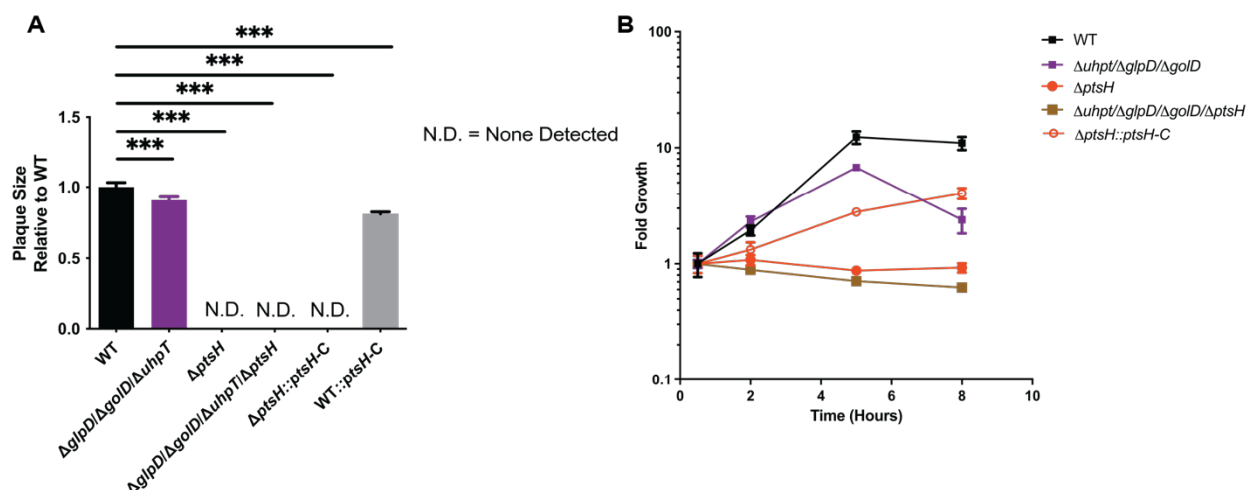 A
***
***
***
***
***
1.5
1.0
0.5
0.0
Plaque Size
Relative to WT
N.D.
N.D.
N.D.
WT
ΔglpD/ΔgolD/ΔuhpT
ΔptsH
ΔglpD/ΔgolD/ΔuhpT/ΔptsH
ΔptsH::ptsH-C
WT::ptsH-C
N.D. = None Detected
B
100
10
1
0.1
Fold Growth
0
2
4
6
8
10
Time (Hours)
WT
Δuhpt/ΔglpD/ΔgolD
ΔptsH
Δuhpt/ΔglpD/ΔgolD/ΔptsH
ΔptsH::ptsH-C